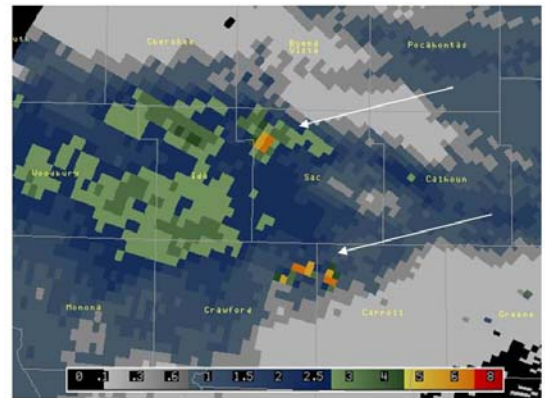 outh
Cherokee
Buena
Vista
Pocahontas
Woodbury
Ida
Sac
Calhoun
Monona
Crawford
Carroll
Greene
0 .1 .3 .6 1 1.5 2 2.5 3 4 5 6 8